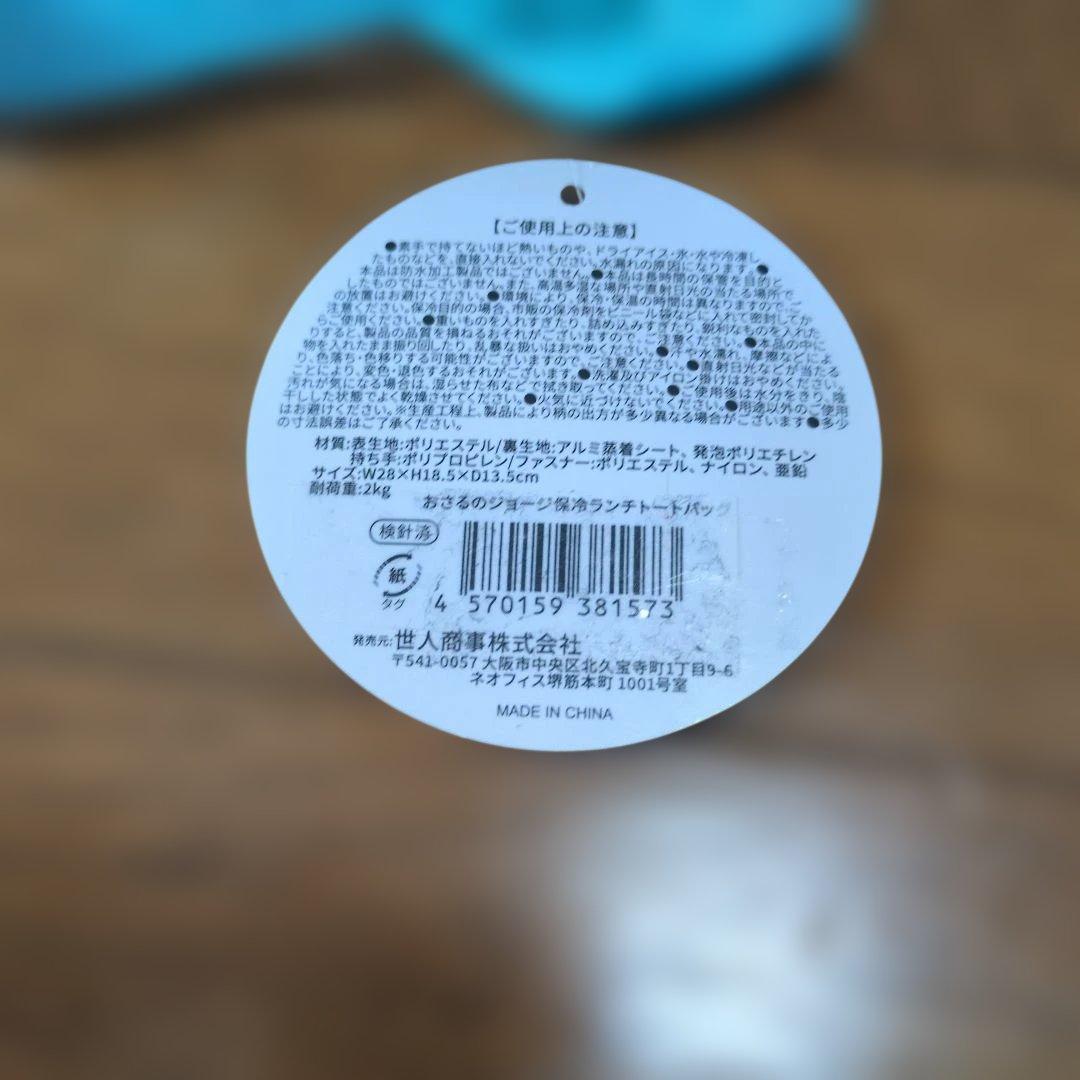 【ご使用上の注意】
●素手で持てないほど熱いものや、ドライアイス・氷・水や冷凍し
たものなどを、直接入れないでください。水漏れの原因になります。●
本品は防水加工製品ではございません。●本品は長時間の保管を目的と
したものではございません。また、高温多湿な場所や直射日光の当たる場所で
の放置はお避けください。●環境により、保冷・保温の時間は異なりますので、ご
注意ください。保冷目的の場合、市販の保冷剤をビニール袋などに入れて密封してか
らご使用ください。●重いものを入れすぎたり、詰め込みすぎたり、鋭利なものを入れた
りすると、製品の品質を損ねるおそれがございますので、ご注意ください。●本品の中に
物を入れたまま振り回したり、乱暴な扱いはおやめください。●汗や水濡れ、摩擦などによ
り、色落ち・色移りする可能性がございますので、ご注意ください。●直射日光などが当たる
ことにより、変色・退色するおそれがございます。●洗濯及びアイロン掛けはおやめください。
汚れが気になる場合は、湿らせた布などで拭き取ってください。●ご使用後は水分をきり、陰
干しした状態でよく乾燥させてください。●火気に近づけないでください。●用途以外のご使用
はお避けください。※生産工程上、製品により柄の出方が多少異なる場合がございます●多少
の寸法誤差はご了承ください。
材質:表生地:ポリエステル/裏生地:アルミ蒸着シート、発泡ポリエチレン
持ち手:ポリプロピレン/ファスナー:ポリエステル、ナイロン、亜鉛
サイズ:W28×H18.5×D13.5cm
耐荷重:2kg
おさるのジョージ保冷ランチトートバッグ
検針済
紙
タグ
4 570159 381573
発売元:世人商事株式会社
〒541-0057 大阪市中央区北久宝寺町1丁目9-6
ネオフィス堺筋本町 1001号室
MADE IN CHINA